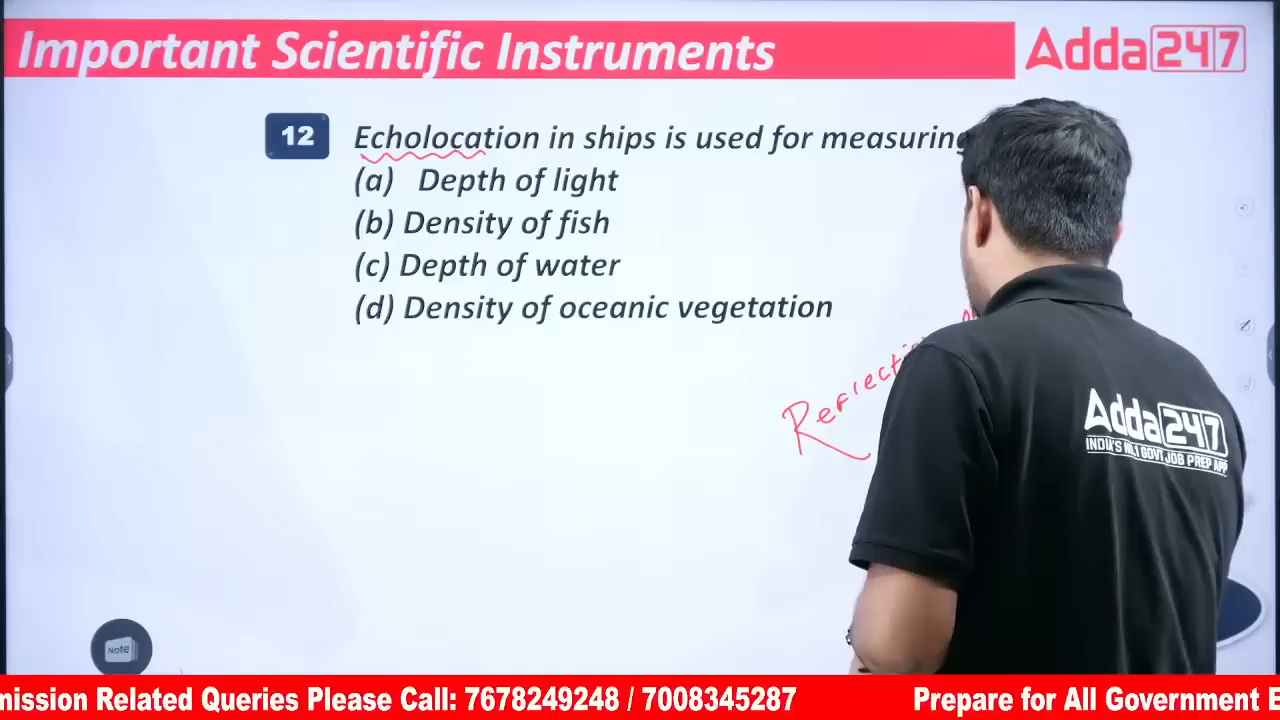 Important Scientific Instruments
Adda247
12 Echolocation in ships is used for measuring
(a) Depth of light
(b) Density of fish
(c) Depth of water
(d) Density of oceanic vegetation
Adda247
INDIA'S NO.1 GOVT JOB PREP APP
Note
mission Related Queries Please Call: 7678249248 / 7008345287 Prepare for All Government E